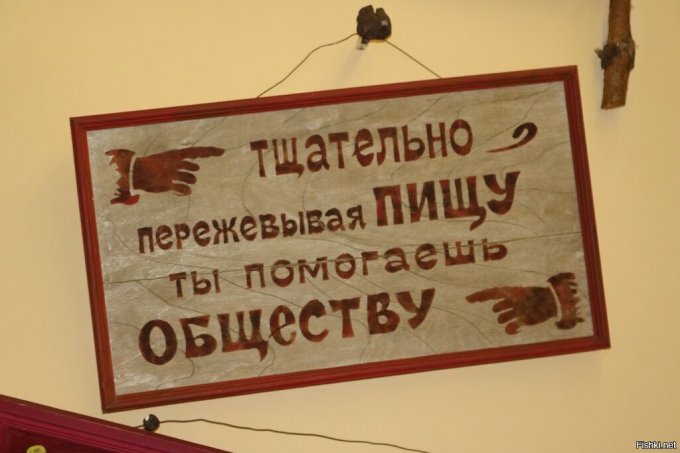 тщательно
пережевывая пищу
ты помогаешь
обществу
Fishki.net